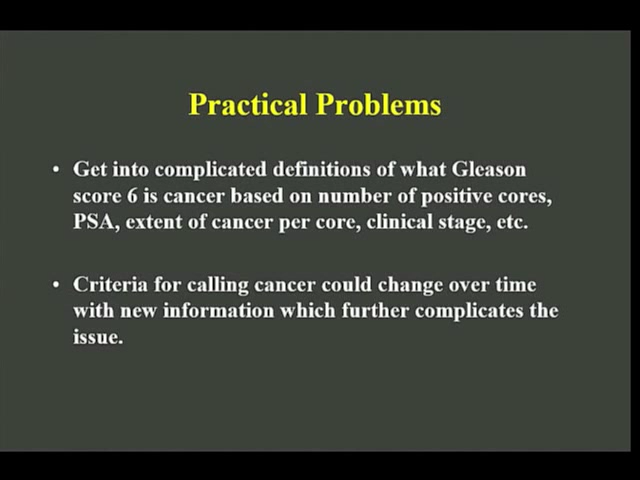 Practical Problems
• Get into complicated definitions of what Gleason
score 6 is cancer based on number of positive cores,
PSA, extent of cancer per core, clinical stage, etc.
• Criteria for calling cancer could change over time
with new information which further complicates the
issue.